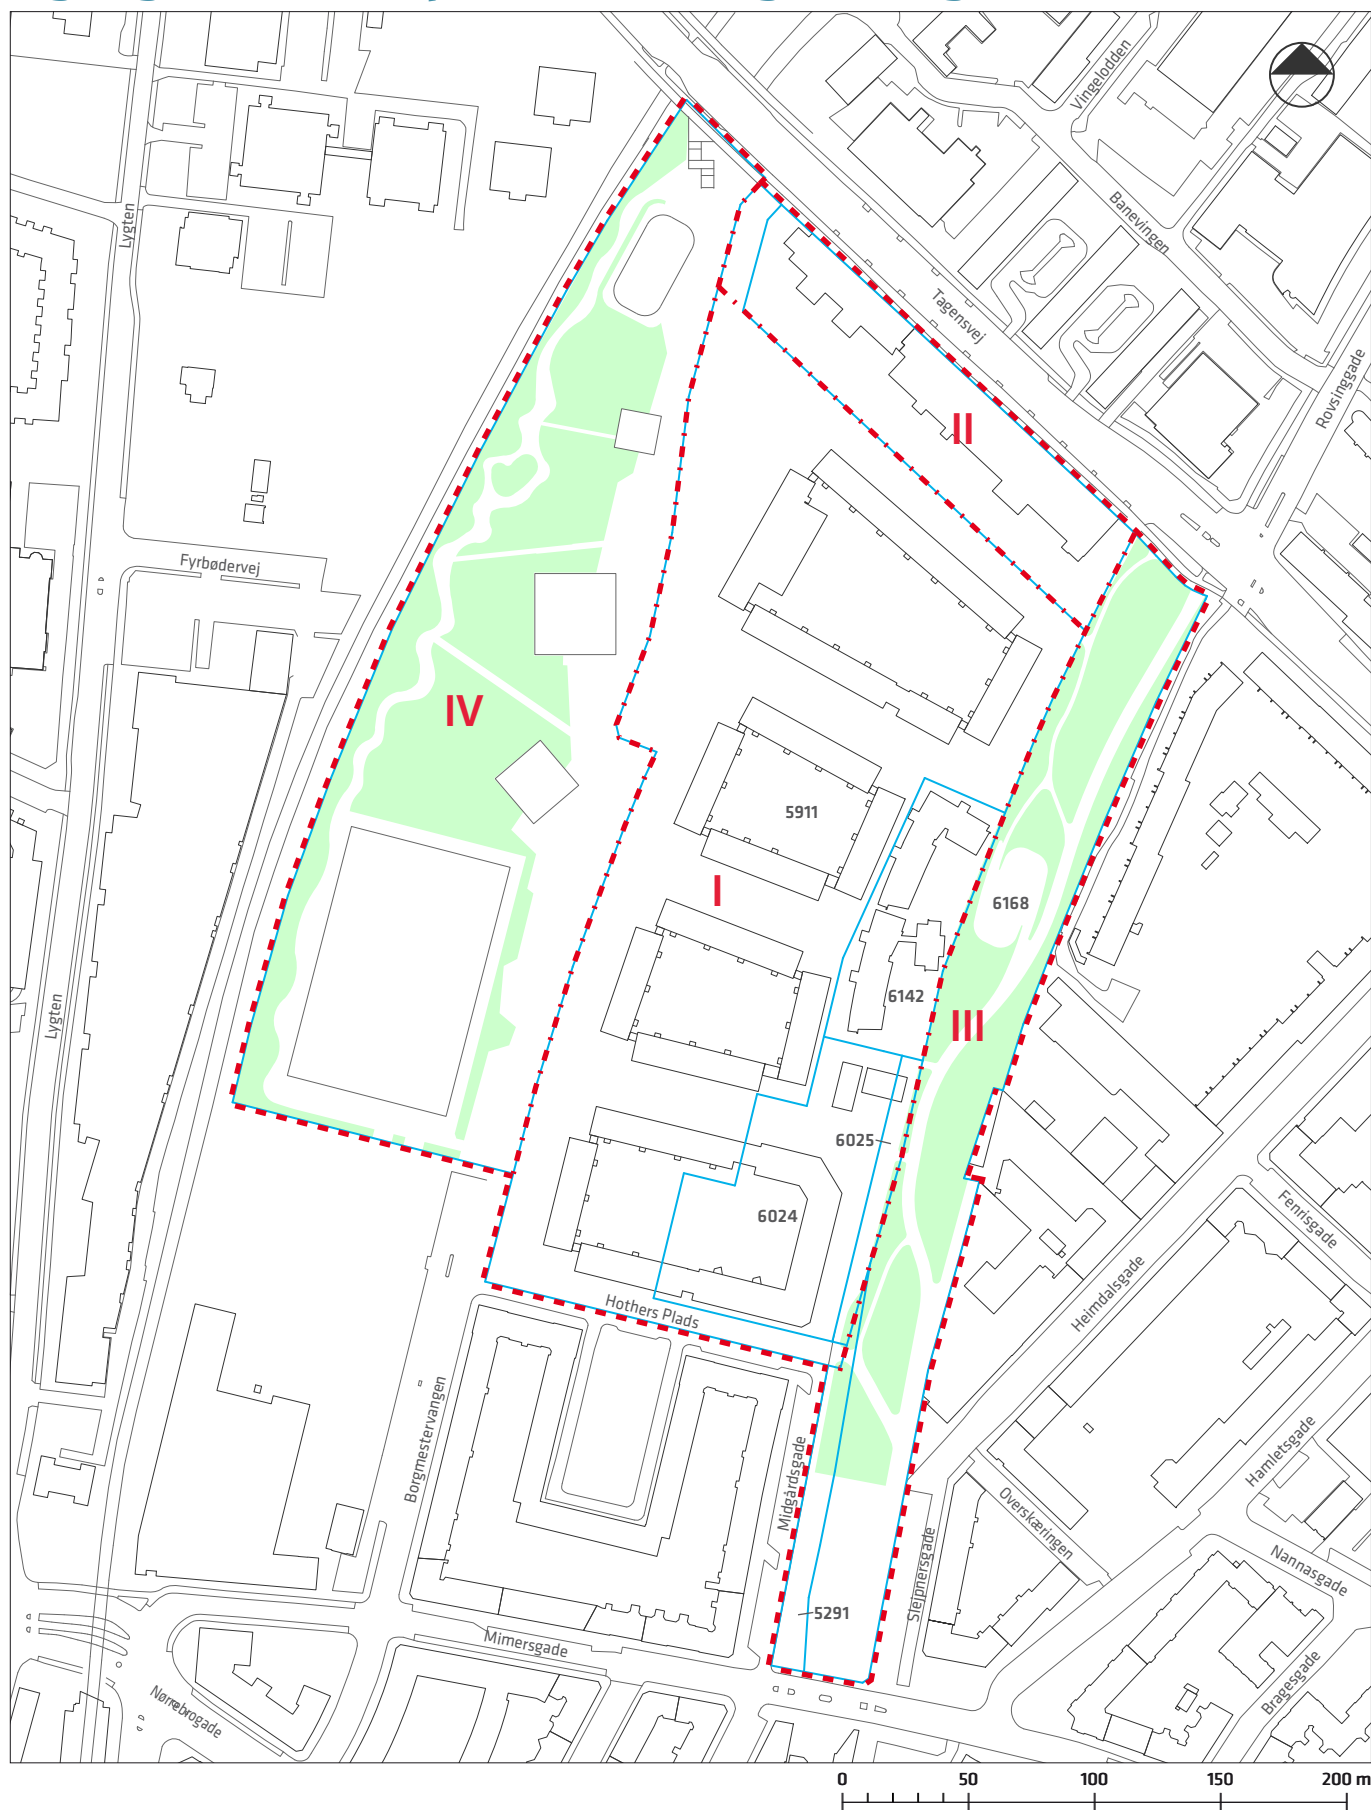 Vingelodden
Banevingen
Lygten
Tagensvej
Rovsinggade
II
Fyrbødervej
IV
5911
I
6168
6142
Lygten
III
6025
Fenrisgade
6024
Heimdalsgade
Hothers Plads
Borgmestervangen
Midgårdsgade
Hamletsgade
Overskæringen
Sleipnersgade
Nannasgade
5291
Mimersgade
Bragesgade
Nørrebrogade
0 50 100 150 200 m